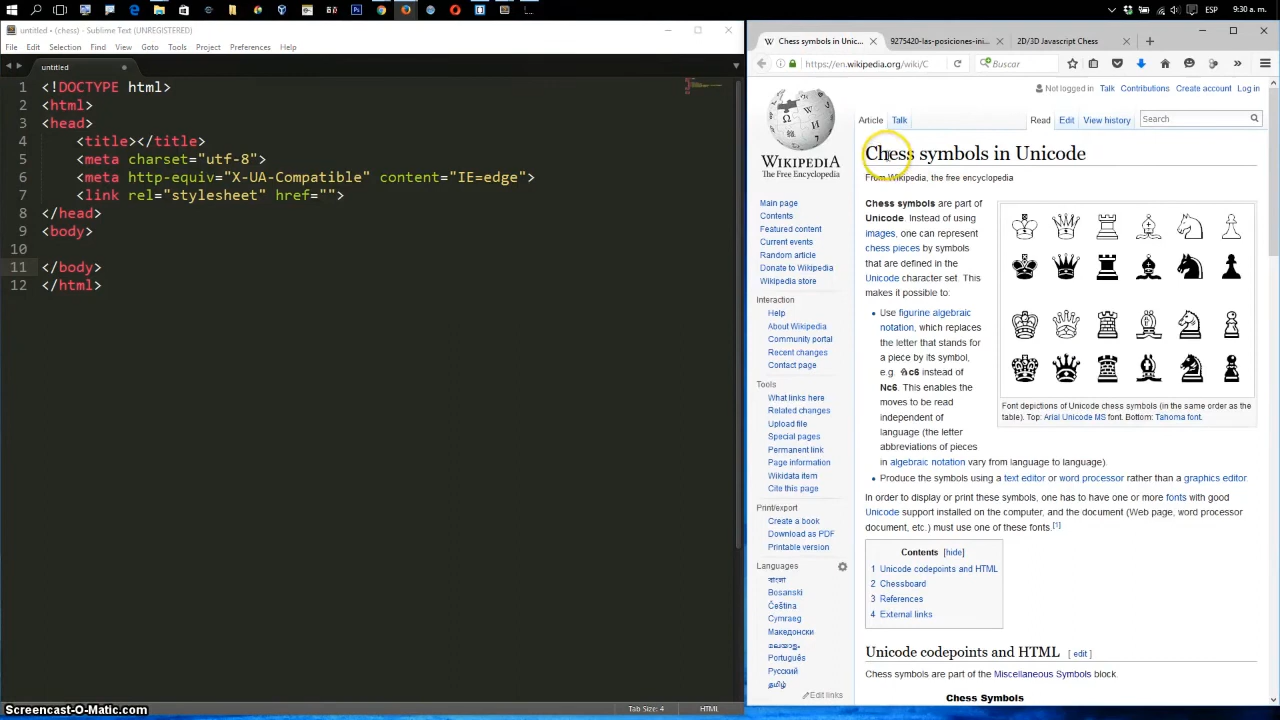 ESP 9:30 a. m.
untitled • (chess) - Sublime Text (UNREGISTERED)
File Edit Selection Find View Goto Tools Project Preferences Help
untitled
1 <!DOCTYPE html>
2 <html>
3 <head>
4 <title></title>
5 <meta charset="utf-8">
6 <meta http-equiv="X-UA-Compatible" content="IE=edge">
7 <link rel="stylesheet" href="">
8 </head>
9 <body>
10
11 </body>
12 </html>
Tab Size: 4 HTML
Screencast-O-Matic.com
Chess symbols in Unic... 9275420-las-posiciones-ini... 2D/3D Javascript Chess
https://en.wikipedia.org/wiki/C Buscar
Not logged in Talk Contributions Create account Log in
Article Talk Read Edit View history Search
WIKIPEDIA
The Free Encyclopedia
Main page
Contents
Featured content
Current events
Random article
Donate to Wikipedia
Wikipedia store
Interaction
Help
About Wikipedia
Community portal
Recent changes
Contact page
Tools
What links here
Related changes
Upload file
Special pages
Permanent link
Page information
Wikidata item
Cite this page
Print/export
Create a book
Download as PDF
Printable version
Languages
বাংলা
Bosanski
Čeština
Cymraeg
Македонски
മലയാളം
Português
Русский
தமிழ்
Edit links
Chess symbols in Unicode
From Wikipedia, the free encyclopedia
Chess symbols are part of
Unicode. Instead of using
images, one can represent
chess pieces by symbols
that are defined in the
Unicode character set. This
makes it possible to:
• Use figurine algebraic
notation, which replaces
the letter that stands for
a piece by its symbol,
e.g. ♘c6 instead of
Nc6. This enables the
moves to be read
independent of
language (the letter
abbreviations of pieces
in algebraic notation vary from language to language).
• Produce the symbols using a text editor or word processor rather than a graphics editor.
♔ ♕ ♖ ♗ ♘ ♙
♚ ♛ ♜ ♝ ♞ ♟
♔ ♕ ♖ ♗ ♘ ♙
♚ ♛ ♜ ♝ ♞ ♟
Font depictions of Unicode chess symbols (in the same order as the
table). Top: Arial Unicode MS font. Bottom: Tahoma font.
In order to display or print these symbols, one has to have one or more fonts with good
Unicode support installed on the computer, and the document (Web page, word processor
document, etc.) must use one of these fonts.[1]
Contents [hide]
1 Unicode codepoints and HTML
2 Chessboard
3 References
4 External links
Unicode codepoints and HTML [ edit ]
Chess symbols are part of the Miscellaneous Symbols block.
Chess Symbols